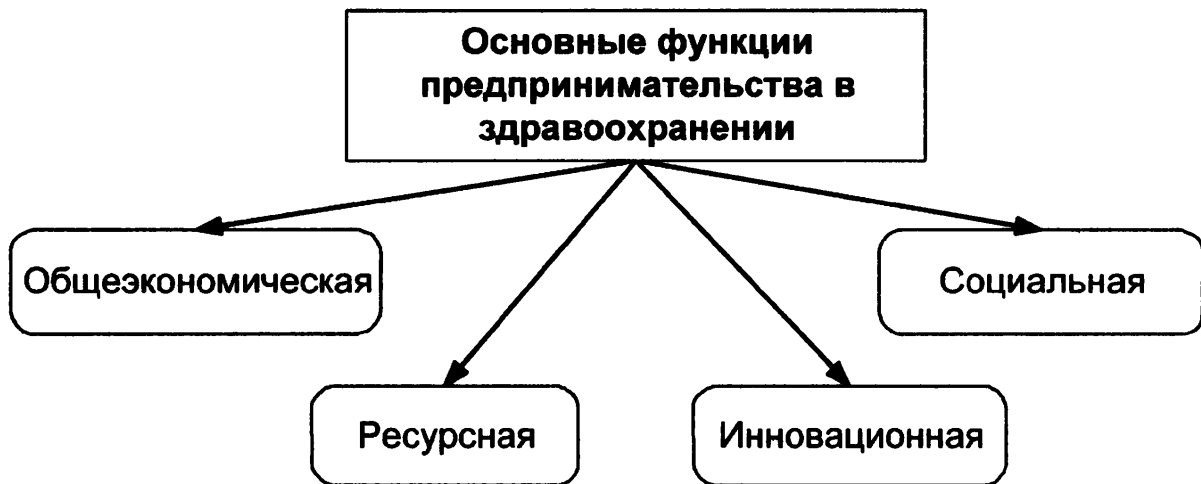 Основные функции
предпринимательства в
здравоохранении
Общеэкономическая
Социальная
Ресурсная
Инновационная